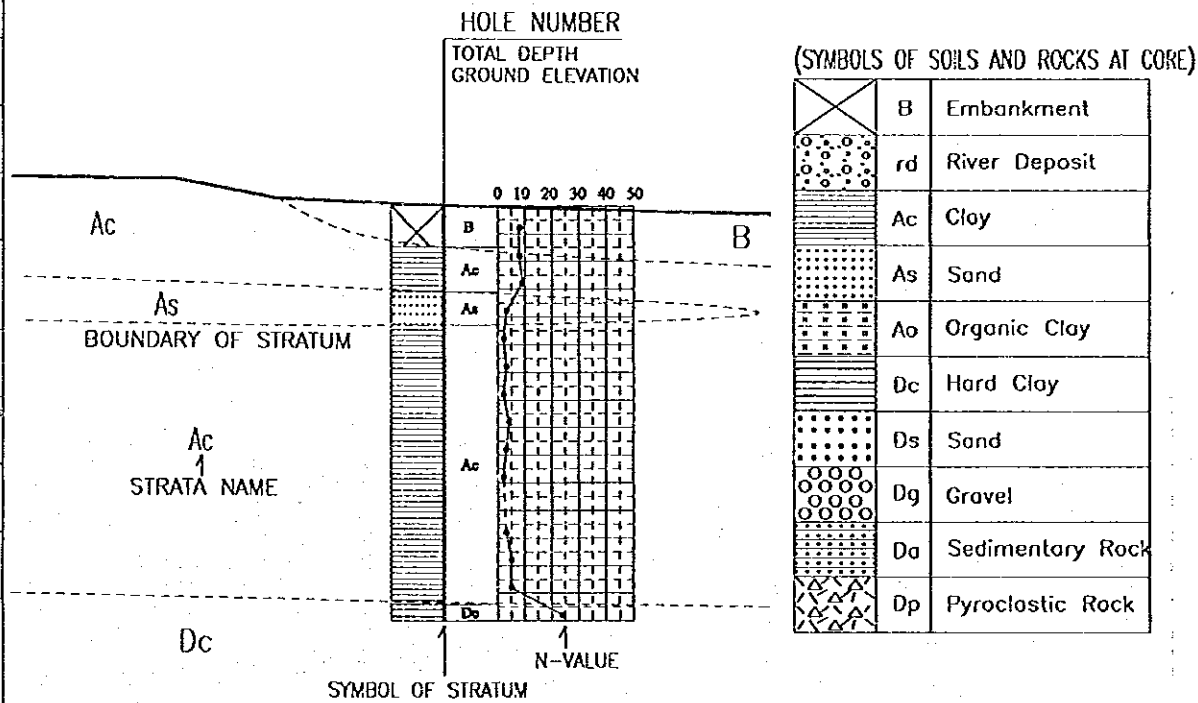 HOLE NUMBER
TOTAL DEPTH
GROUND ELEVATION
0 10 20 30 40 50
B
Ac
As
Ac
Dc
Ac
B
As
BOUNDARY OF STRATUM
Ac
STRATA NAME
Dc
N-VALUE
SYMBOL OF STRATUM
(SYMBOLS OF SOILS AND ROCKS AT CORE)
B Embankment
rd River Deposit
Ac Clay
As Sand
Ao Organic Clay
Dc Hard Clay
Ds Sand
Dg Gravel
Da Sedimentary Rock
Dp Pyroclastic Rock